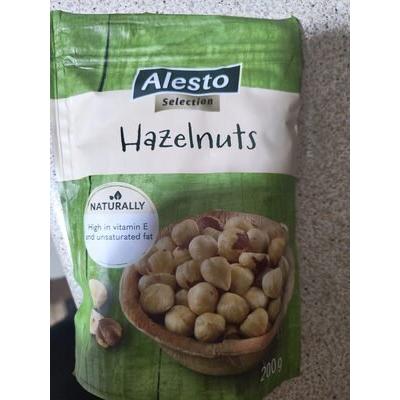 Alesto
Selection
Hazelnuts
NATURALLY
High in vitamin E
and unsaturated fat
200g